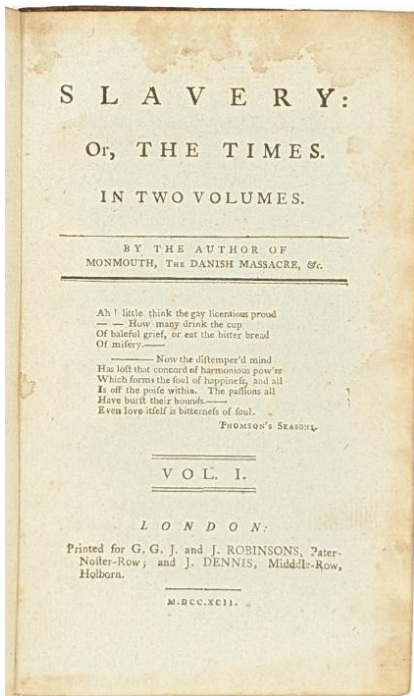 SLAVERY:
Or, THE TIMES.
IN TWO VOLUMES.
BY THE AUTHOR OF
MONMOUTH, THE DANISH MASSACRE, &c.
Ah ! little think the gay licentious proud
— — How many drink the cup
Of baleful grief, or eat the bitter bread
Of misery.——
———— Now the diſtemper'd mind
Has loſt that concord of harmonious pow'rs
Which forms the ſoul of happineſs, and all
Is off the poiſe within. The paſſions all
Have burſt their bounds.——
Even love itſelf is bitterneſs of ſoul.
THOMSON'S SEASONS.
VOL. I.
LONDON:
Printed for G. G. J. and J. ROBINSONS, Pater-
Noſter-Row; and J. DENNIS, Midddle-Row,
Holborn.
M.DCC.XCII.